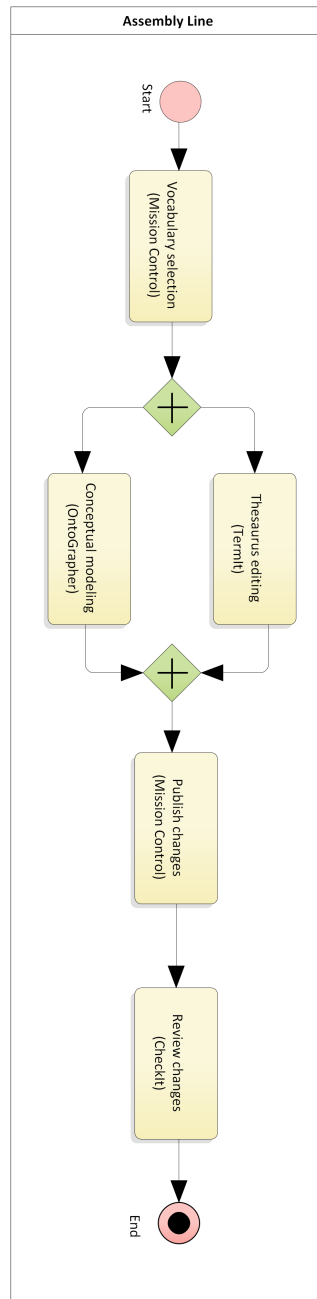 Assembly Line
Start
Vocabulary selection
(Mission Control)
Thesaurus editing
(TermIt)
Conceptual modeling
(OntoGrapher)
Publish changes
(Mission Control)
Review changes
(CheckIt)
End